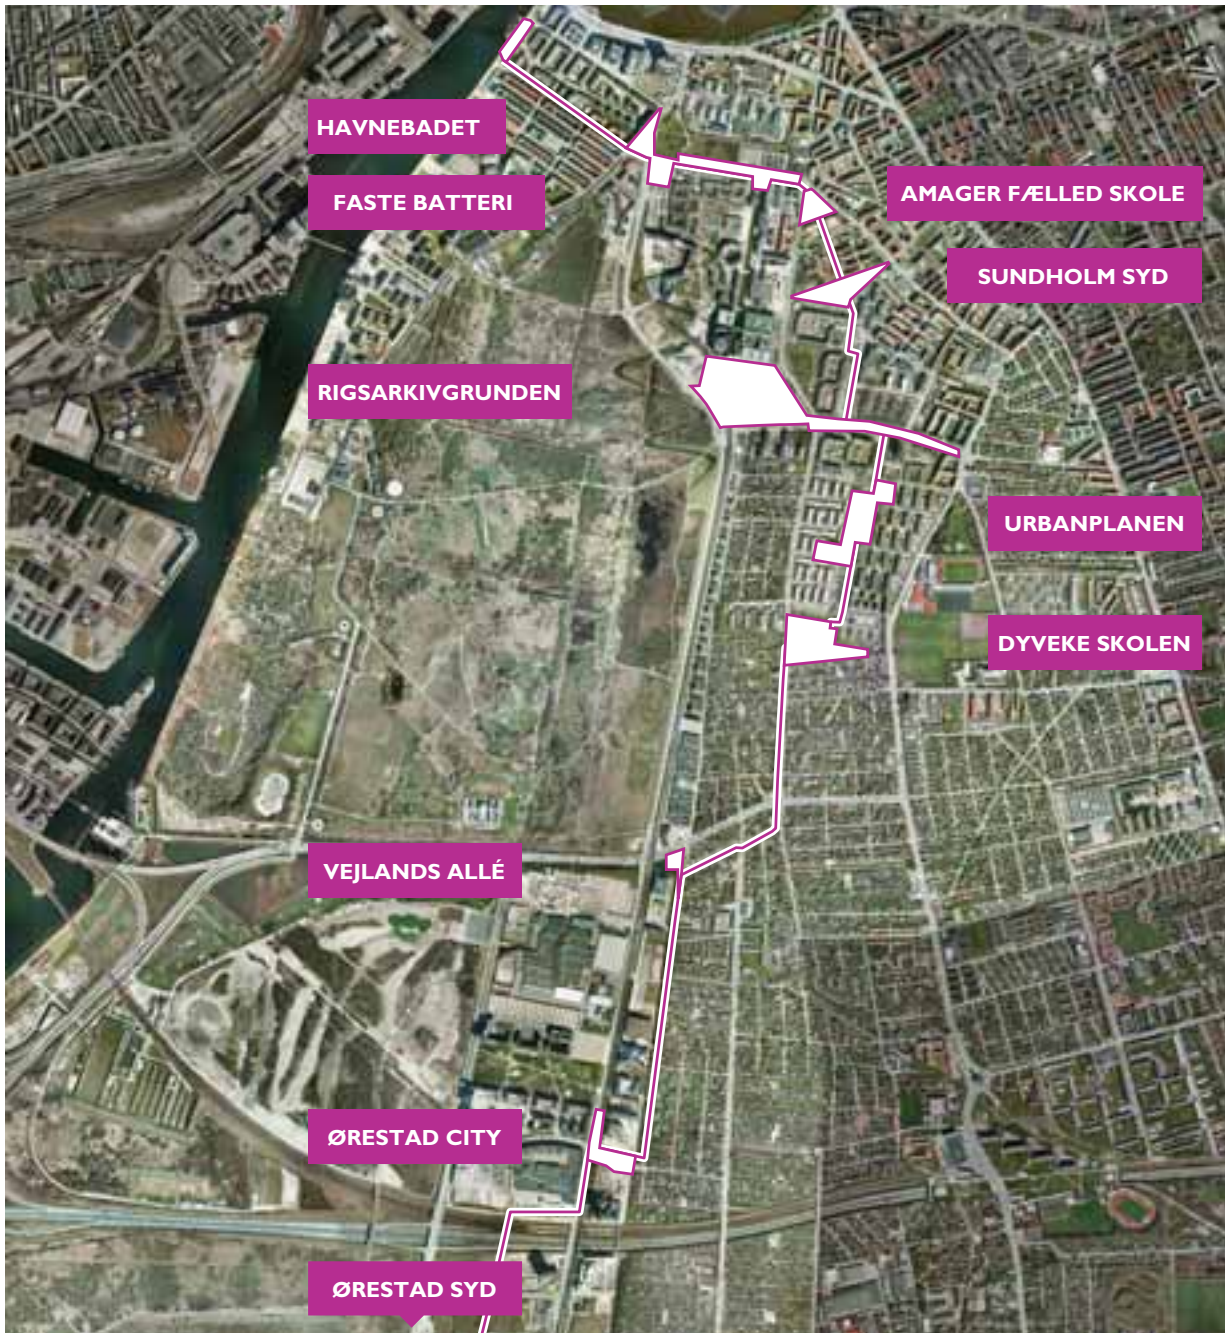 HAVNEBADET
FASTE BATTERI
AMAGER FÆLLED SKOLE
SUNDHOLM SYD
RIGSARKIVGRUNDEN
URBANPLANEN
DYVEKE SKOLEN
VEJLANDS ALLÉ
ØRESTAD CITY
ØRESTAD SYD